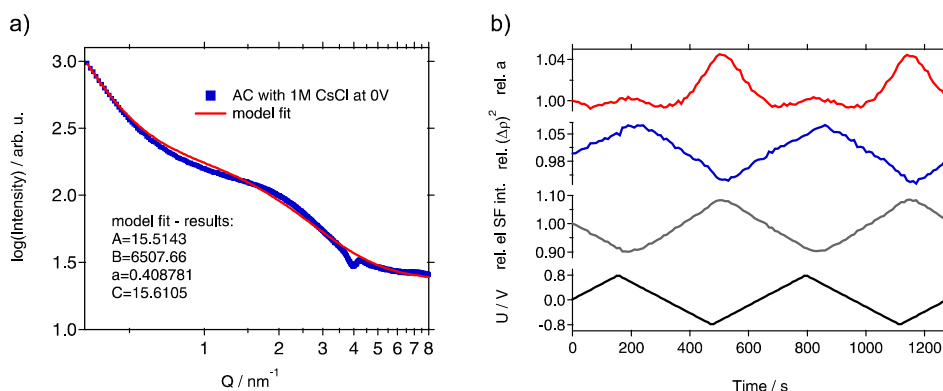 a)
3.0
2.5
2.0
1.5
1.0
log(Intensity) / arb. u.
AC with 1M CsCl at 0V
model fit
model fit - results:
A=15.5143
B=6507.66
a=0.408781
C=15.6105
1 2 3 4 5 6 7 8
Q / nm⁻¹
b)
rel. a
1.04
1.00
rel. (Δρ)²
1.05
0.98
rel. el SF int.
1.00
0.90
U / V
0.8
0.0
-0.8
0 200 400 600 800 1000 1200
Time / s